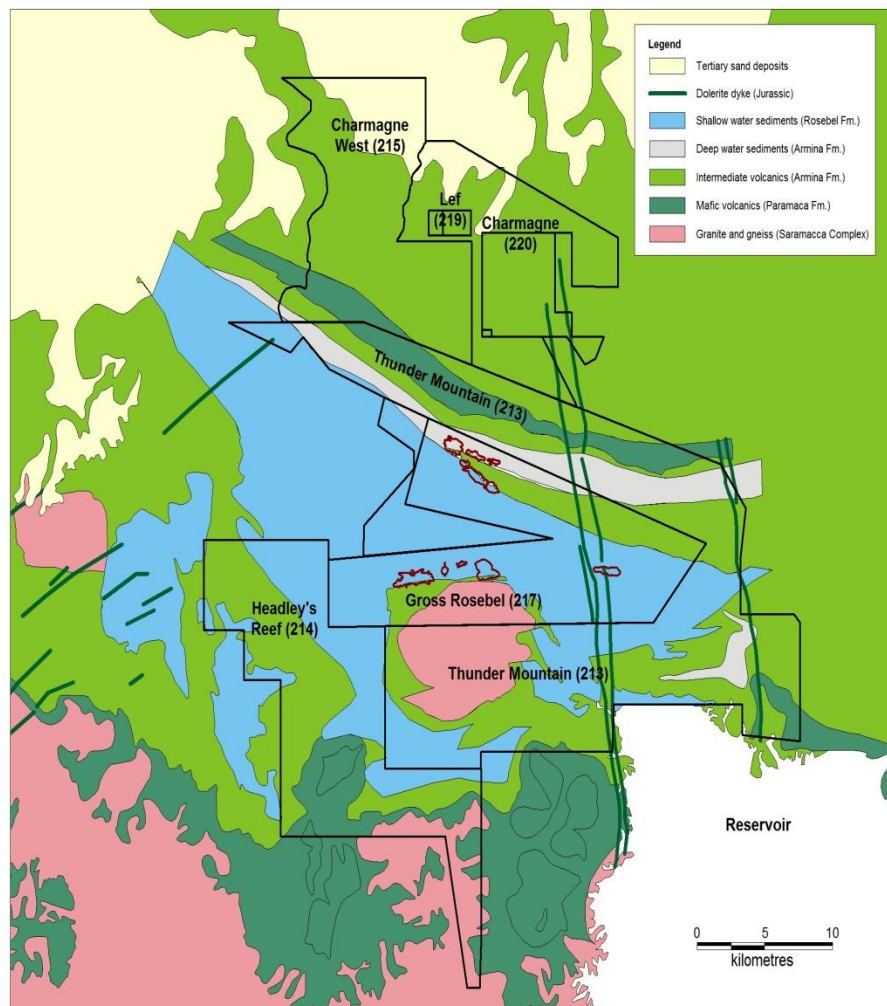 Legend
Tertiary sand deposits
Dolerite dyke (Jurassic)
Shallow water sediments (Rosebel Fm.)
Deep water sediments (Armina Fm.)
Intermediate volcanics (Armina Fm.)
Mafic volcanics (Paramaca Fm.)
Granite and gneiss (Saramacca Complex)
Charmagne
West (215)
Lef
(219)
Charmagne
(220)
Thunder Mountain (213)
Gross Rosebel (217)
Headley's
Reef (214)
Thunder Mountain (213)
Reservoir
0 5 10
kilometres